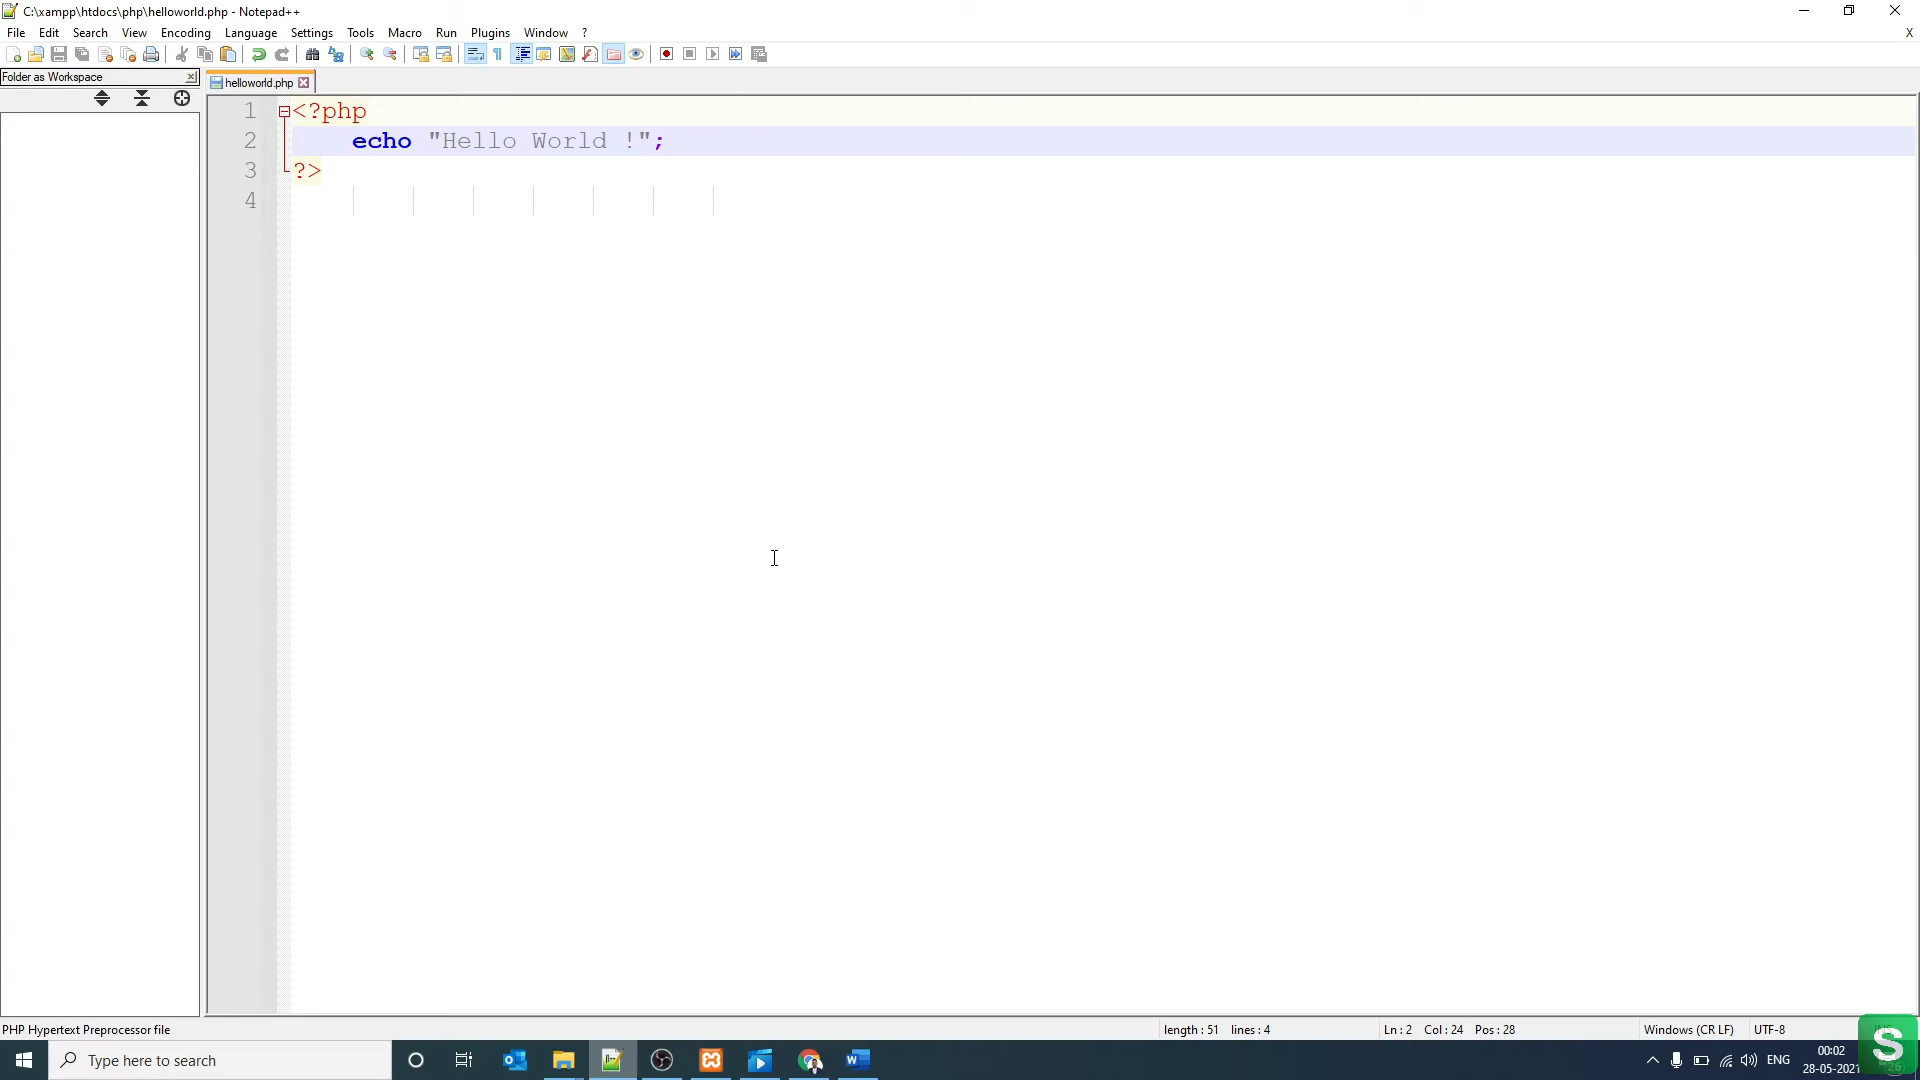 C:\xampp\htdocs\php\helloworld.php - Notepad++
File Edit Search View Encoding Language Settings Tools Macro Run Plugins Window ? X
Folder as Workspace
helloworld.php
1 <?php
2 echo "Hello World !";
3 ?>
4
PHP Hypertext Preprocessor file
length : 51 lines : 4
Ln : 2 Col : 24 Pos : 28
Windows (CR LF)
UTF-8
Type here to search
ENG
00:02
28-05-2021
S